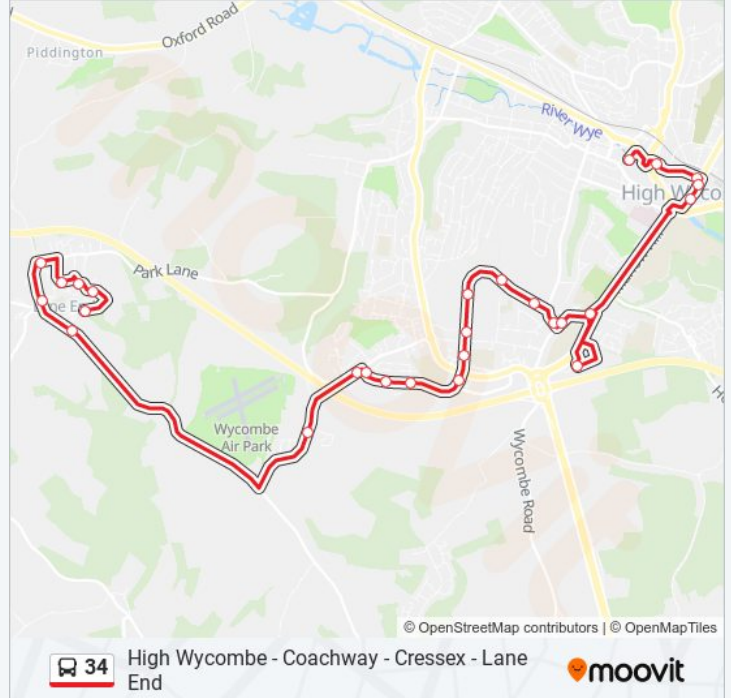 Oxford Road
Piddington
River Wye
High Wyco
Park Lane
Wycombe
Air Park
Wycombe Road
© OpenStreetMap contributors | © OpenMapTiles
34
High Wycombe - Coachway - Cressex - Lane
End
moovit